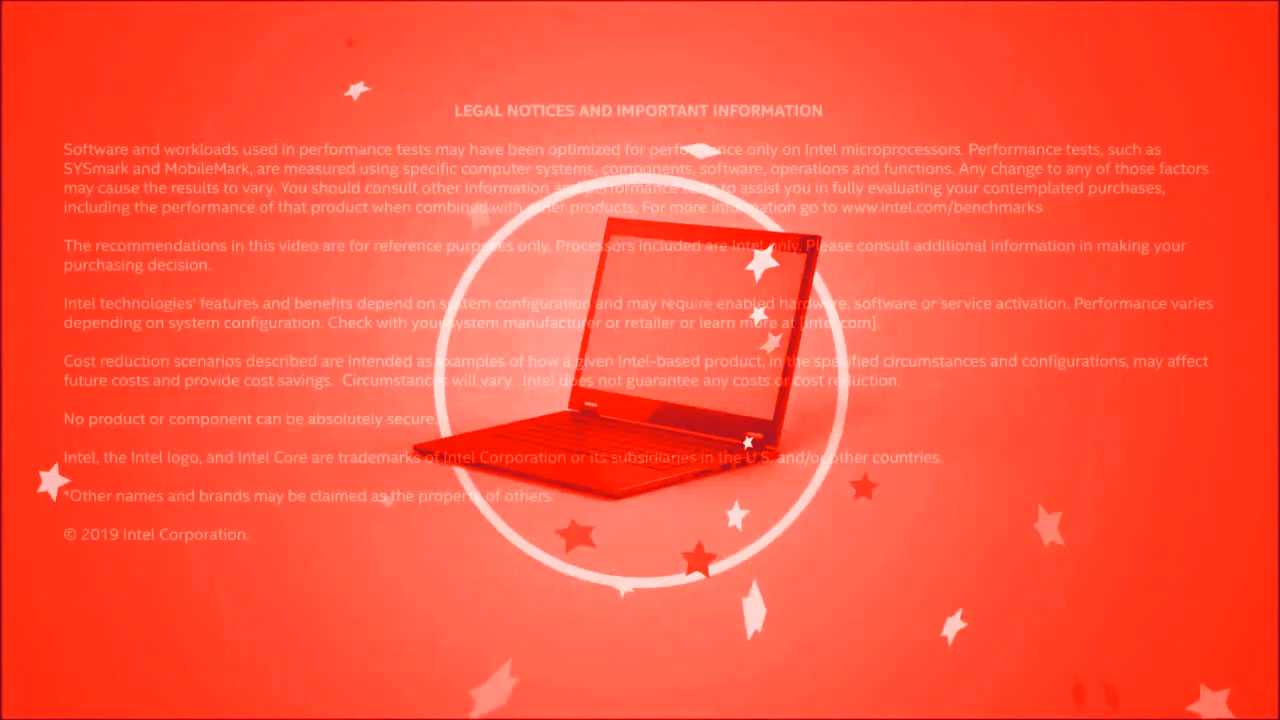 LEGAL NOTICES AND IMPORTANT INFORMATION
Software and workloads used in performance tests may have been optimized for performance only on Intel microprocessors. Performance tests, such as
SYSmark and MobileMark, are measured using specific computer systems, components, software, operations and functions. Any change to any of those factors
may cause the results to vary. You should consult other information and performance tests to assist you in fully evaluating your contemplated purchases,
including the performance of that product when combined with other products. For more information go to www.intel.com/benchmarks
The recommendations in this video are for reference purposes only. Processors included are Intel only. Please consult additional information in making your
purchasing decision.
Intel technologies' features and benefits depend on system configuration and may require enabled hardware, software or service activation. Performance varies
depending on system configuration. Check with your system manufacturer or retailer or learn more at [intel.com].
Cost reduction scenarios described are intended as examples of how a given Intel-based product, in the specified circumstances and configurations, may affect
future costs and provide cost savings. Circumstances will vary. Intel does not guarantee any costs or cost reduction.
No product or component can be absolutely secure.
Intel, the Intel logo, and Intel Core are trademarks of Intel Corporation or its subsidiaries in the U.S. and/or other countries.
*Other names and brands may be claimed as the property of others.
© 2019 Intel Corporation.